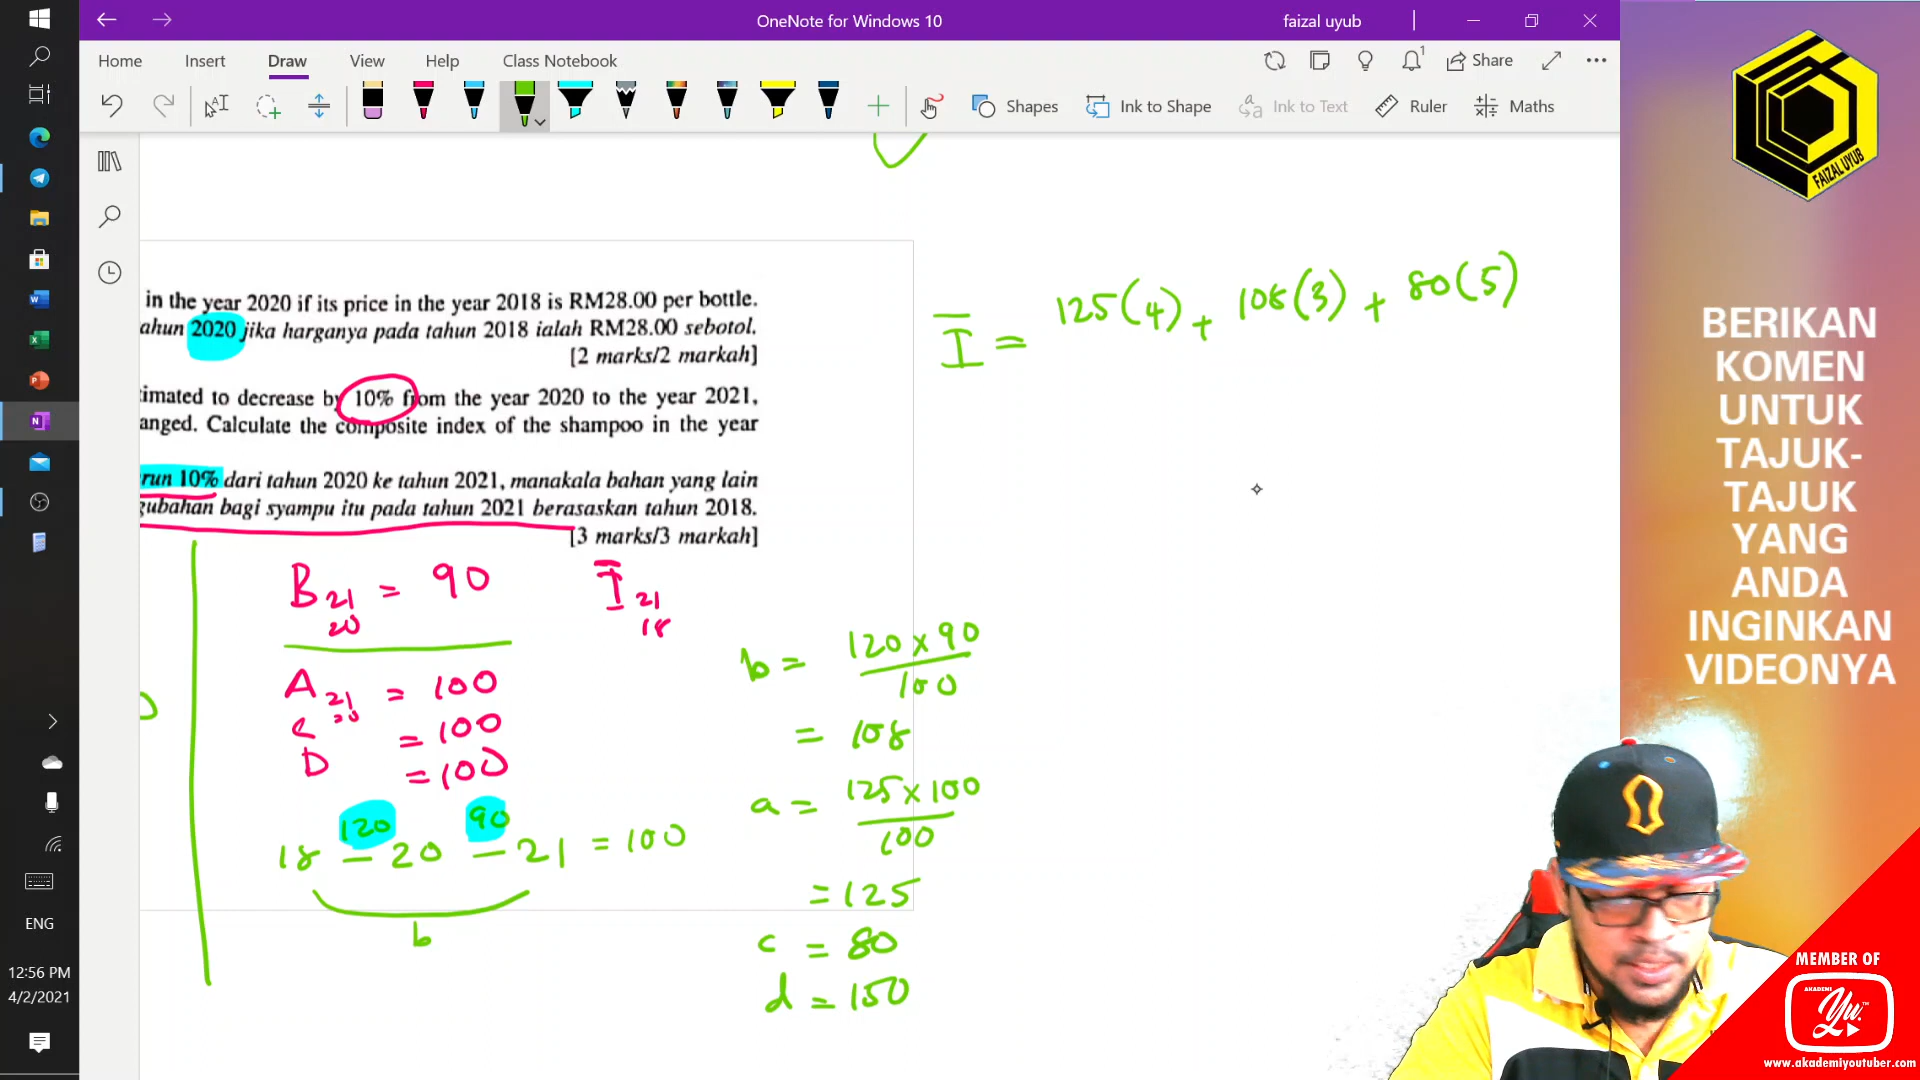 OneNote for Windows 10
faizal uyub
Home Insert Draw View Help Class Notebook
Share
Shapes Ink to Shape Ink to Text Ruler Maths
in the year 2020 if its price in the year 2018 is RM28.00 per bottle.
ahun 2020 jika harganya pada tahun 2018 ialah RM28.00 sebotol.
[2 marks/2 markah]
timated to decrease by 10% from the year 2020 to the year 2021,
anged. Calculate the composite index of the shampoo in the year
run 10% dari tahun 2020 ke tahun 2021, manakala bahan yang lain
gubahan bagi syampu itu pada tahun 2021 berasaskan tahun 2018.
[3 marks/3 markah]
B 21 = 90
20
Ī 21
18
A 21 = 100
20
C = 100
D = 100
120 90
18 – 20 – 21 = 100
b
b = 120 x 90
100
= 108
a = 125 x 100
100
= 125
c = 80
d = 150
Ī = 125(4) + 108(3) + 80(5)
FAIZAL UYUB
BERIKAN
KOMEN
UNTUK
TAJUK-
TAJUK
YANG
ANDA
INGINKAN
VIDEONYA
MEMBER OF
AKADEMI
Yu.
www.akademiyoutuber.com
ENG
12:56 PM
4/2/2021